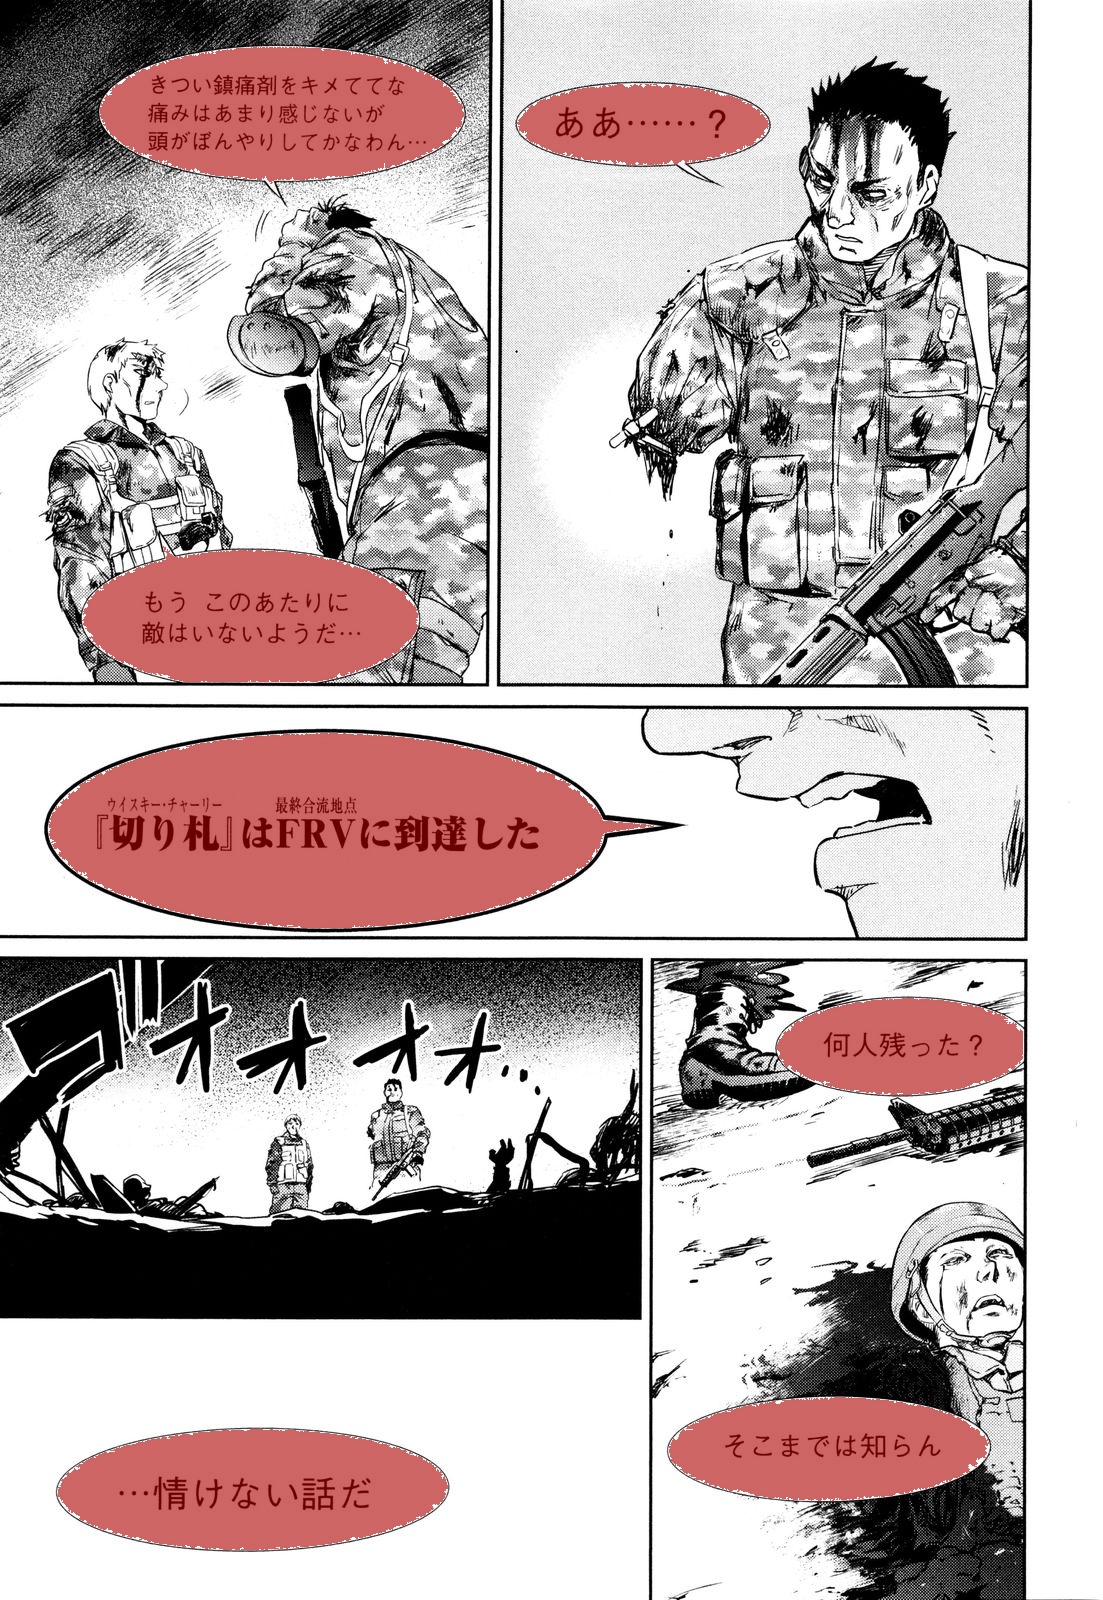 ああ……？
きつい鎮痛剤をキメててな
痛みはあまり感じないが
頭がぼんやりしてかなわん…
もう このあたりに
敵はいないようだ…
ウイスキー・チャーリー 最終合流地点
『切り札』はFRVに到達した
何人残った？
そこまでは知らん
ゴオオオオ…
…情けない話だ